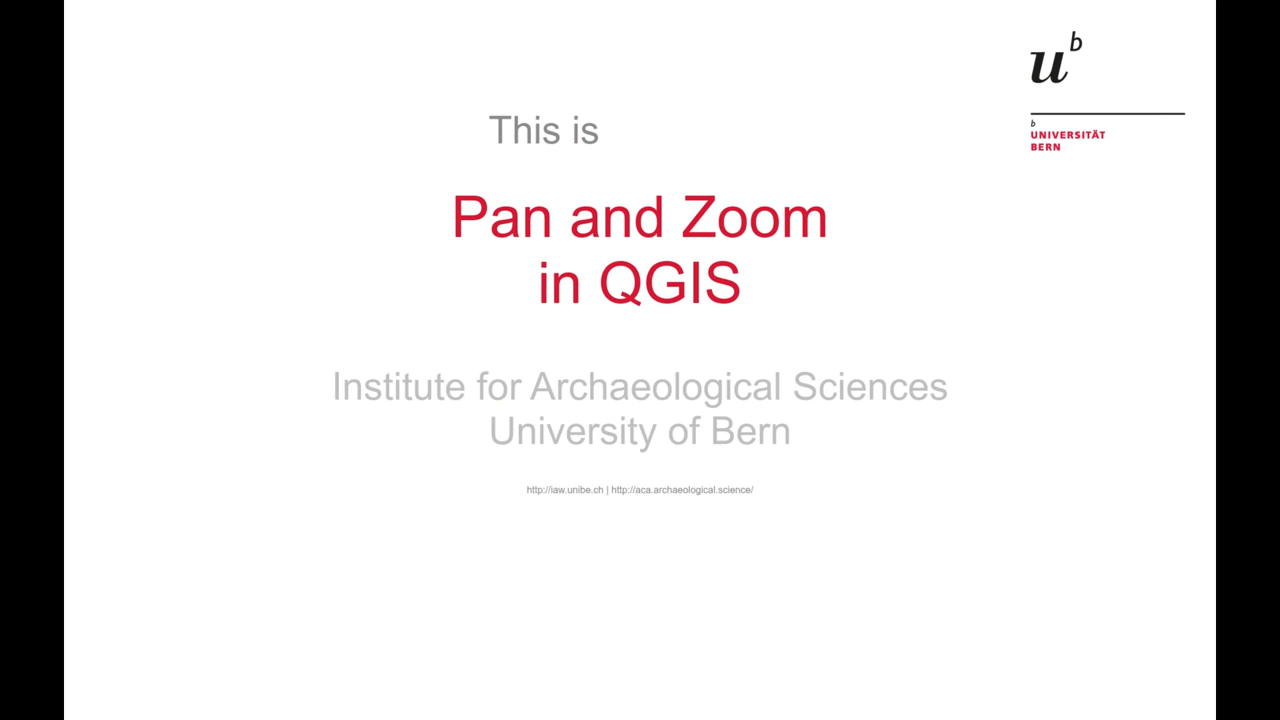 u^b
b
UNIVERSITÄT
BERN
This is
Pan and Zoom
in QGIS
Institute for Archaeological Sciences
University of Bern
http://iaw.unibe.ch | http://aca.archaeological.science/